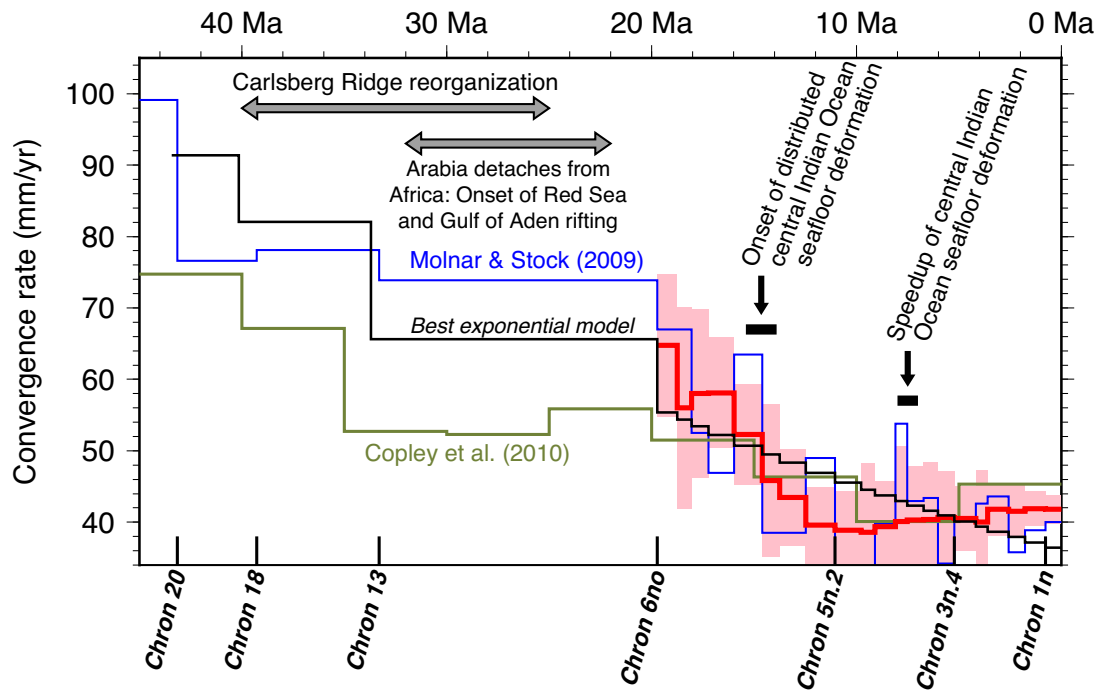 40 Ma
30 Ma
20 Ma
10 Ma
0 Ma
Convergence rate (mm/yr)
100
90
80
70
60
50
40
Carlsberg Ridge reorganization
Arabia detaches from
Africa: Onset of Red Sea
and Gulf of Aden rifting
Molnar & Stock (2009)
Best exponential model
Copley et al. (2010)
Onset of distributed
central Indian Ocean
seafloor deformation
Speedup of central Indian
Ocean seafloor deformation
Chron 20
Chron 18
Chron 13
Chron 6no
Chron 5n.2
Chron 3n.4
Chron 1n